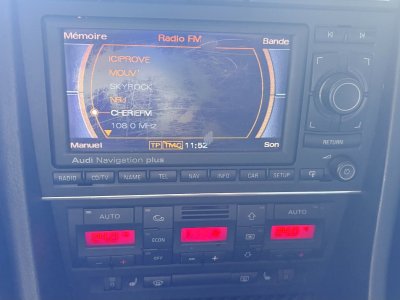 Mémoire Radio FM Bande
ICIPROVE
MOUV'
SKYROCK
NRJ
CHERIEFM
108.0 MHz
Manuel TP TMC 11:52 Son
Audi Navigation plus
RETURN
RADIO CD/TV NAME TEL NAV INFO CAR SETUP
AUTO AUTO
ECON
OFF